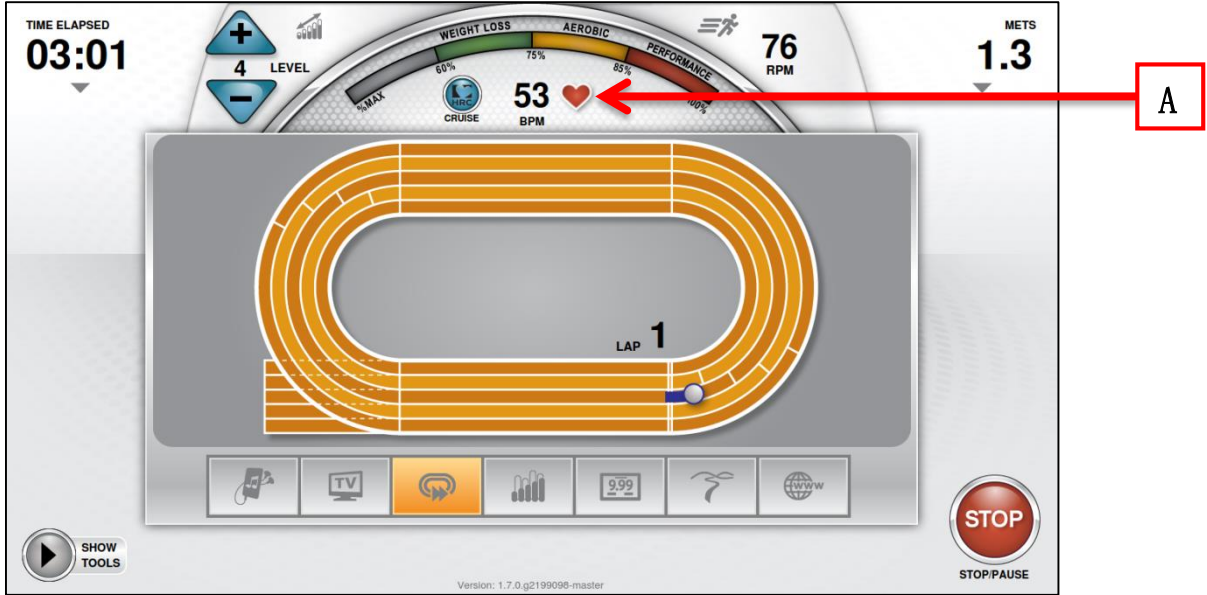 TIME ELAPSED
03:01
4 LEVEL
WEIGHT LOSS
AEROBIC
PERFORMANCE
%MAX
60%
75%
85%
100%
HRC
CRUISE
53
BPM
76
RPM
METS
1.3
A
LAP 1
TV
9.99
WWW
SHOW
TOOLS
STOP
STOP/PAUSE
Version: 1.7.0.g2199098-master